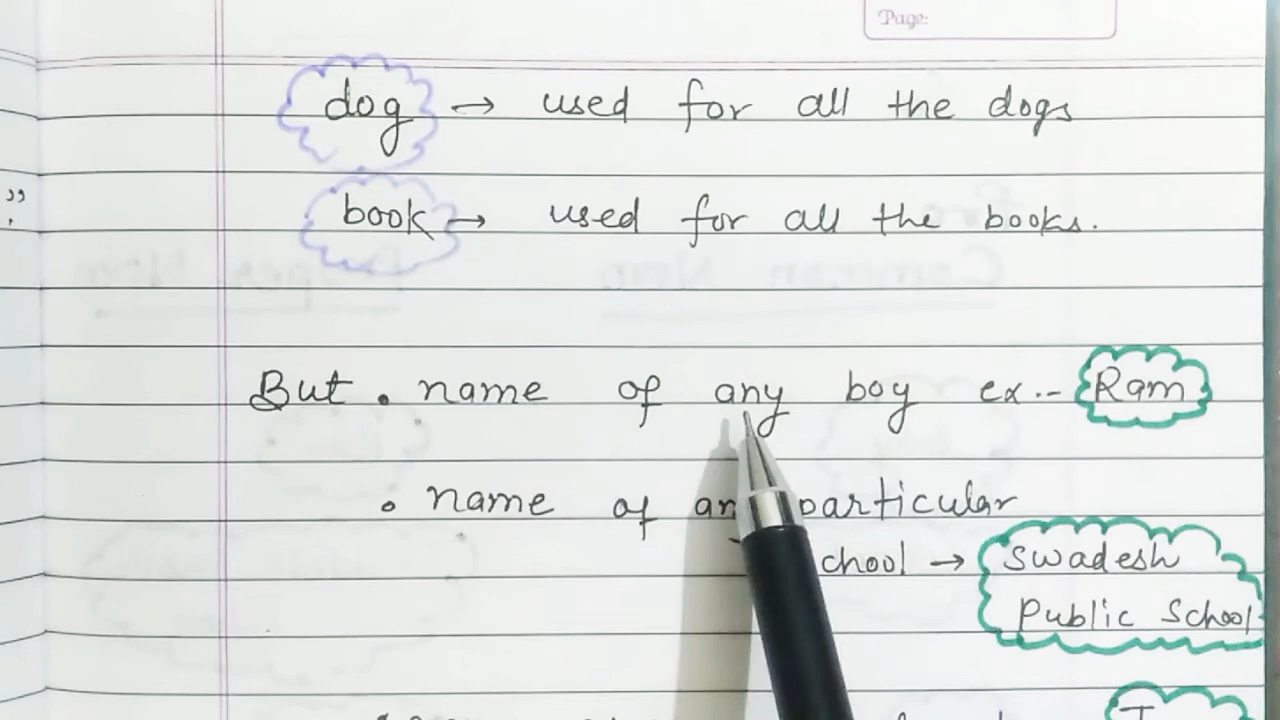 Page:
dog → used for all the dogs
”
book → used for all the books.
But • name of any boy ex.- Ram
• name of particular
→ Swadesh
Public School